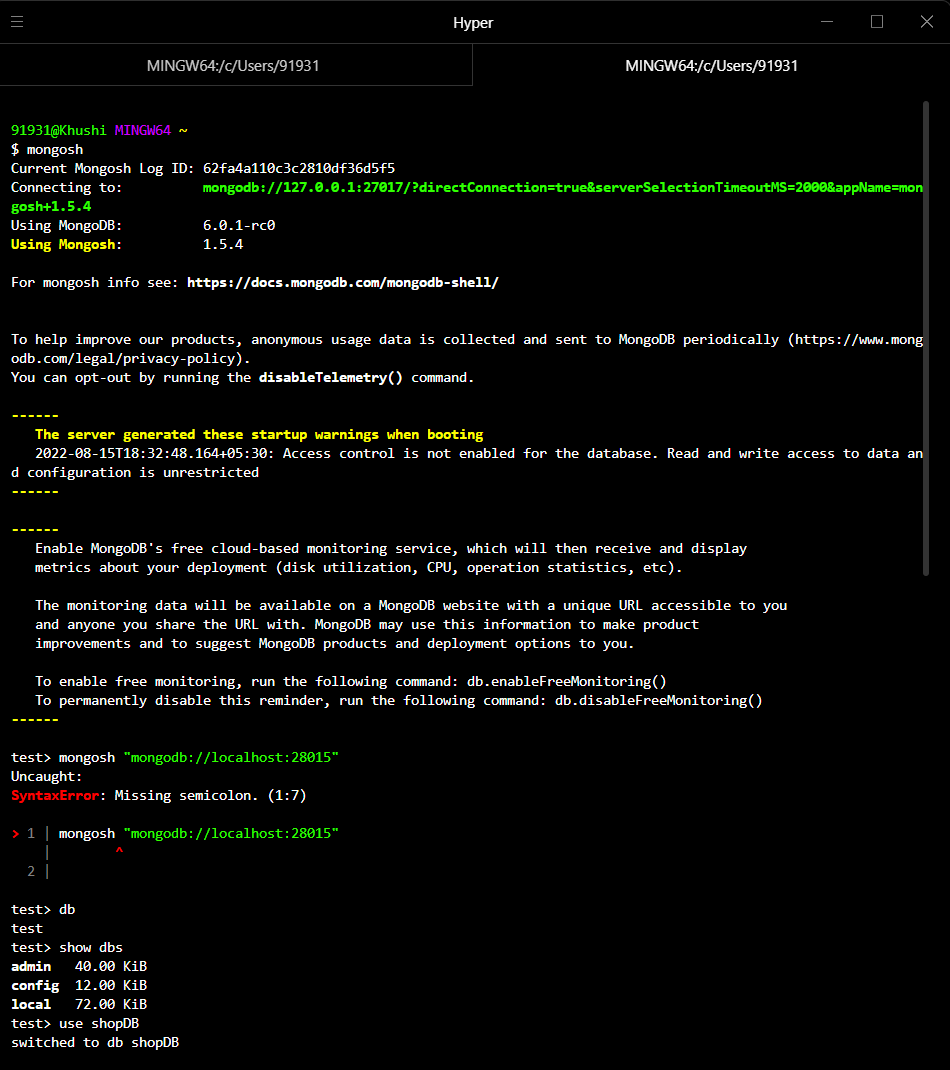 Hyper
MINGW64:/c/Users/91931
MINGW64:/c/Users/91931
91931@Khushi MINGW64 ~
$ mongosh
Current Mongosh Log ID: 62fa4a110c3c2810df36d5f5
Connecting to:          mongodb://127.0.0.1:27017/?directConnection=true&serverSelectionTimeoutMS=2000&appName=mon
gosh+1.5.4
Using MongoDB:          6.0.1-rc0
Using Mongosh:          1.5.4
For mongosh info see: https://docs.mongodb.com/mongodb-shell/
To help improve our products, anonymous usage data is collected and sent to MongoDB periodically (https://www.mong
odb.com/legal/privacy-policy).
You can opt-out by running the disableTelemetry() command.
------
   The server generated these startup warnings when booting
   2022-08-15T18:32:48.164+05:30: Access control is not enabled for the database. Read and write access to data an
d configuration is unrestricted
------
------
   Enable MongoDB's free cloud-based monitoring service, which will then receive and display
   metrics about your deployment (disk utilization, CPU, operation statistics, etc).
   The monitoring data will be available on a MongoDB website with a unique URL accessible to you
   and anyone you share the URL with. MongoDB may use this information to make product
   improvements and to suggest MongoDB products and deployment options to you.
   To enable free monitoring, run the following command: db.enableFreeMonitoring()
   To permanently disable this reminder, run the following command: db.disableFreeMonitoring()
------
test> mongosh "mongodb://localhost:28015"
Uncaught:
SyntaxError: Missing semicolon. (1:7)
> 1 | mongosh "mongodb://localhost:28015"
    |        ^
  2 |
test> db
test
test> show dbs
admin   40.00 KiB
config  12.00 KiB
local   72.00 KiB
test> use shopDB
switched to db shopDB